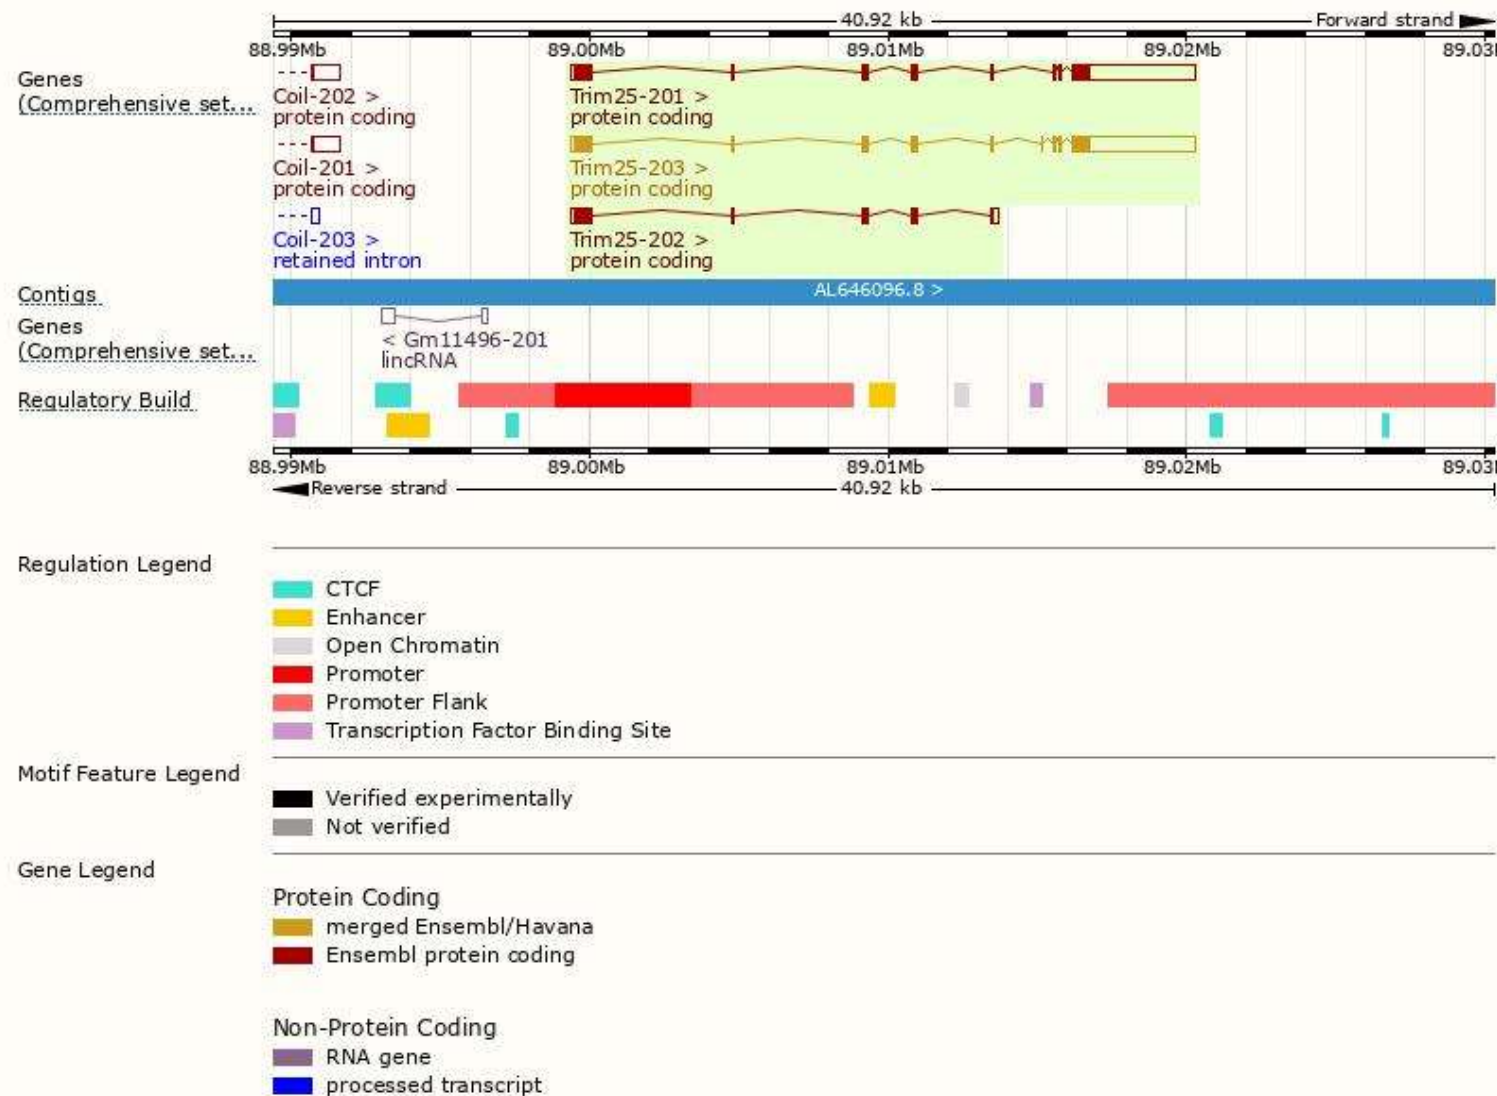 40.92 kb Forward strand
88.99Mb 89.00Mb 89.01Mb 89.02Mb 89.03
Genes
(Comprehensive set...
Coil-202 > Trim25-201 >
protein coding protein coding
Coil-201 > Trim25-203 >
protein coding protein coding
Coil-203 > Trim25-202 >
retained intron protein coding
Contigs AL646096.8 >
Genes
(Comprehensive set...
< Gm11496-201
lincRNA
Regulatory Build
88.99Mb 89.00Mb 89.01Mb 89.02Mb 89.03
Reverse strand 40.92 kb
Regulation Legend
CTCF
Enhancer
Open Chromatin
Promoter
Promoter Flank
Transcription Factor Binding Site
Motif Feature Legend
Verified experimentally
Not verified
Gene Legend
Protein Coding
merged Ensembl/Havana
Ensembl protein coding
Non-Protein Coding
RNA gene
processed transcript